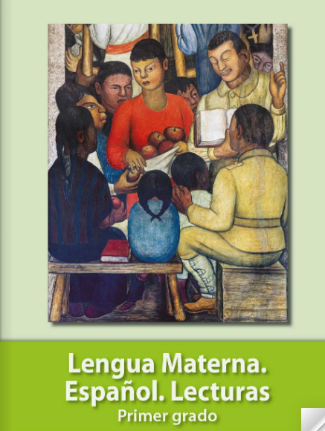 Lengua Materna.
Español. Lecturas
Primer grado